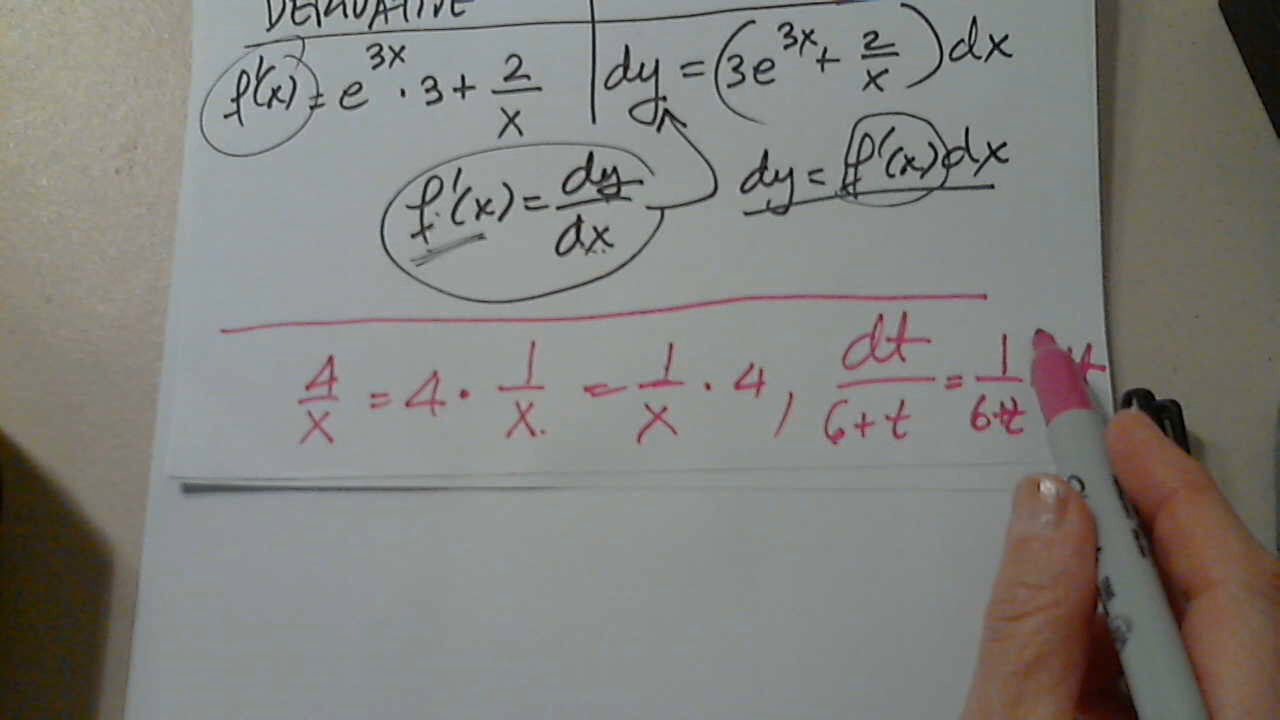 DERIVATIVE
f'(x) = e^{3x} · 3 + 2/x
dy = (3e^{3x} + 2/x)dx
f'(x) = dy/dx
dy = f'(x)dx
4/x = 4 · 1/x = 1/x · 4, dt/6+t = 1/6+t